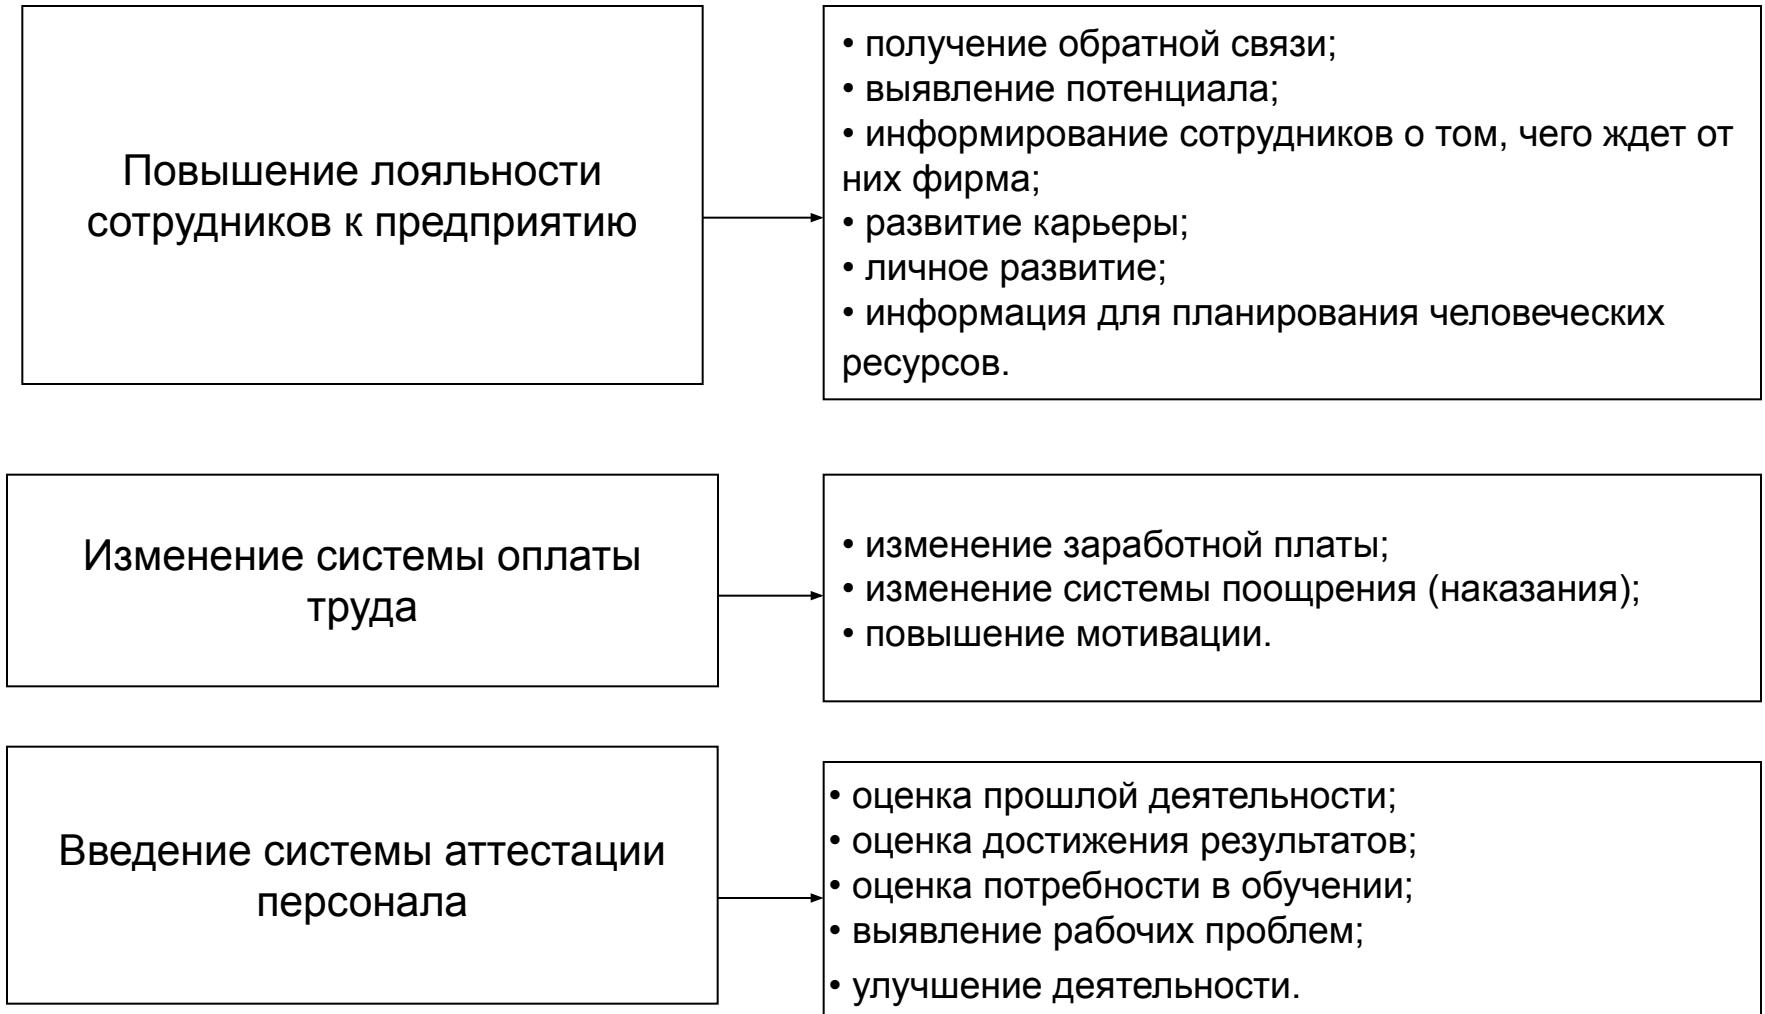 Повышение лояльности
сотрудников к предприятию
• получение обратной связи;
• выявление потенциала;
• информирование сотрудников о том, чего ждет от
них фирма;
• развитие карьеры;
• личное развитие;
• информация для планирования человеческих
ресурсов.
Изменение системы оплаты
труда
• изменение заработной платы;
• изменение системы поощрения (наказания);
• повышение мотивации.
Введение системы аттестации
персонала
• оценка прошлой деятельности;
• оценка достижения результатов;
• оценка потребности в обучении;
• выявление рабочих проблем;
• улучшение деятельности.